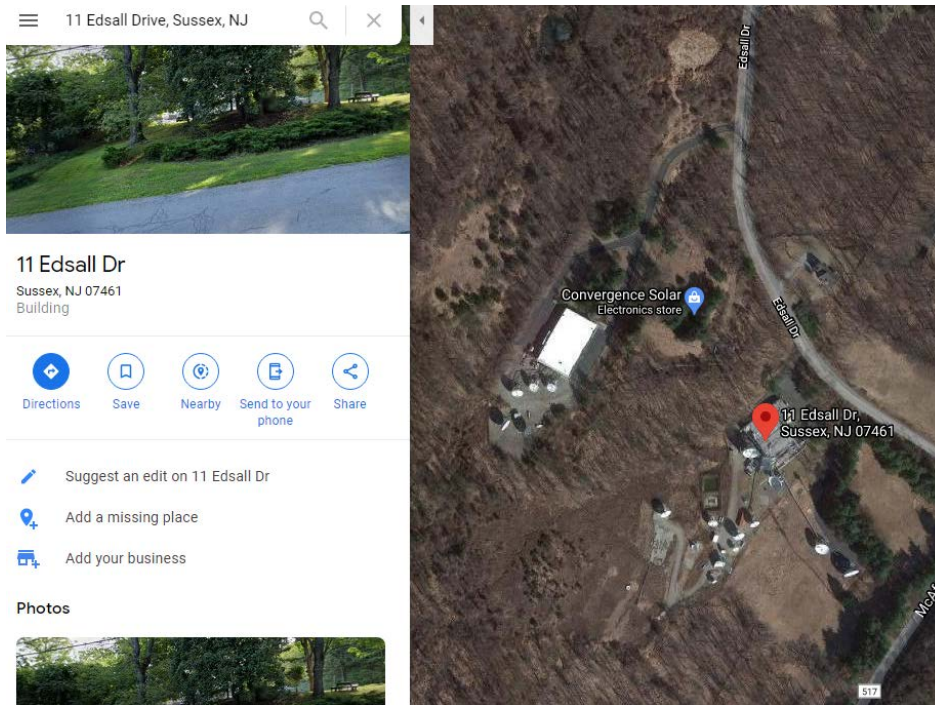 11 Edsall Drive, Sussex, NJ
11 Edsall Dr
Sussex, NJ 07461
Building
Directions
Save
Nearby
Send to your
phone
Share
Suggest an edit on 11 Edsall Dr
Add a missing place
Add your business
Photos
Edsall Dr
Convergence Solar
Electronics store
Edsall Dr
11 Edsall Dr,
Sussex, NJ 07461
McAf
517